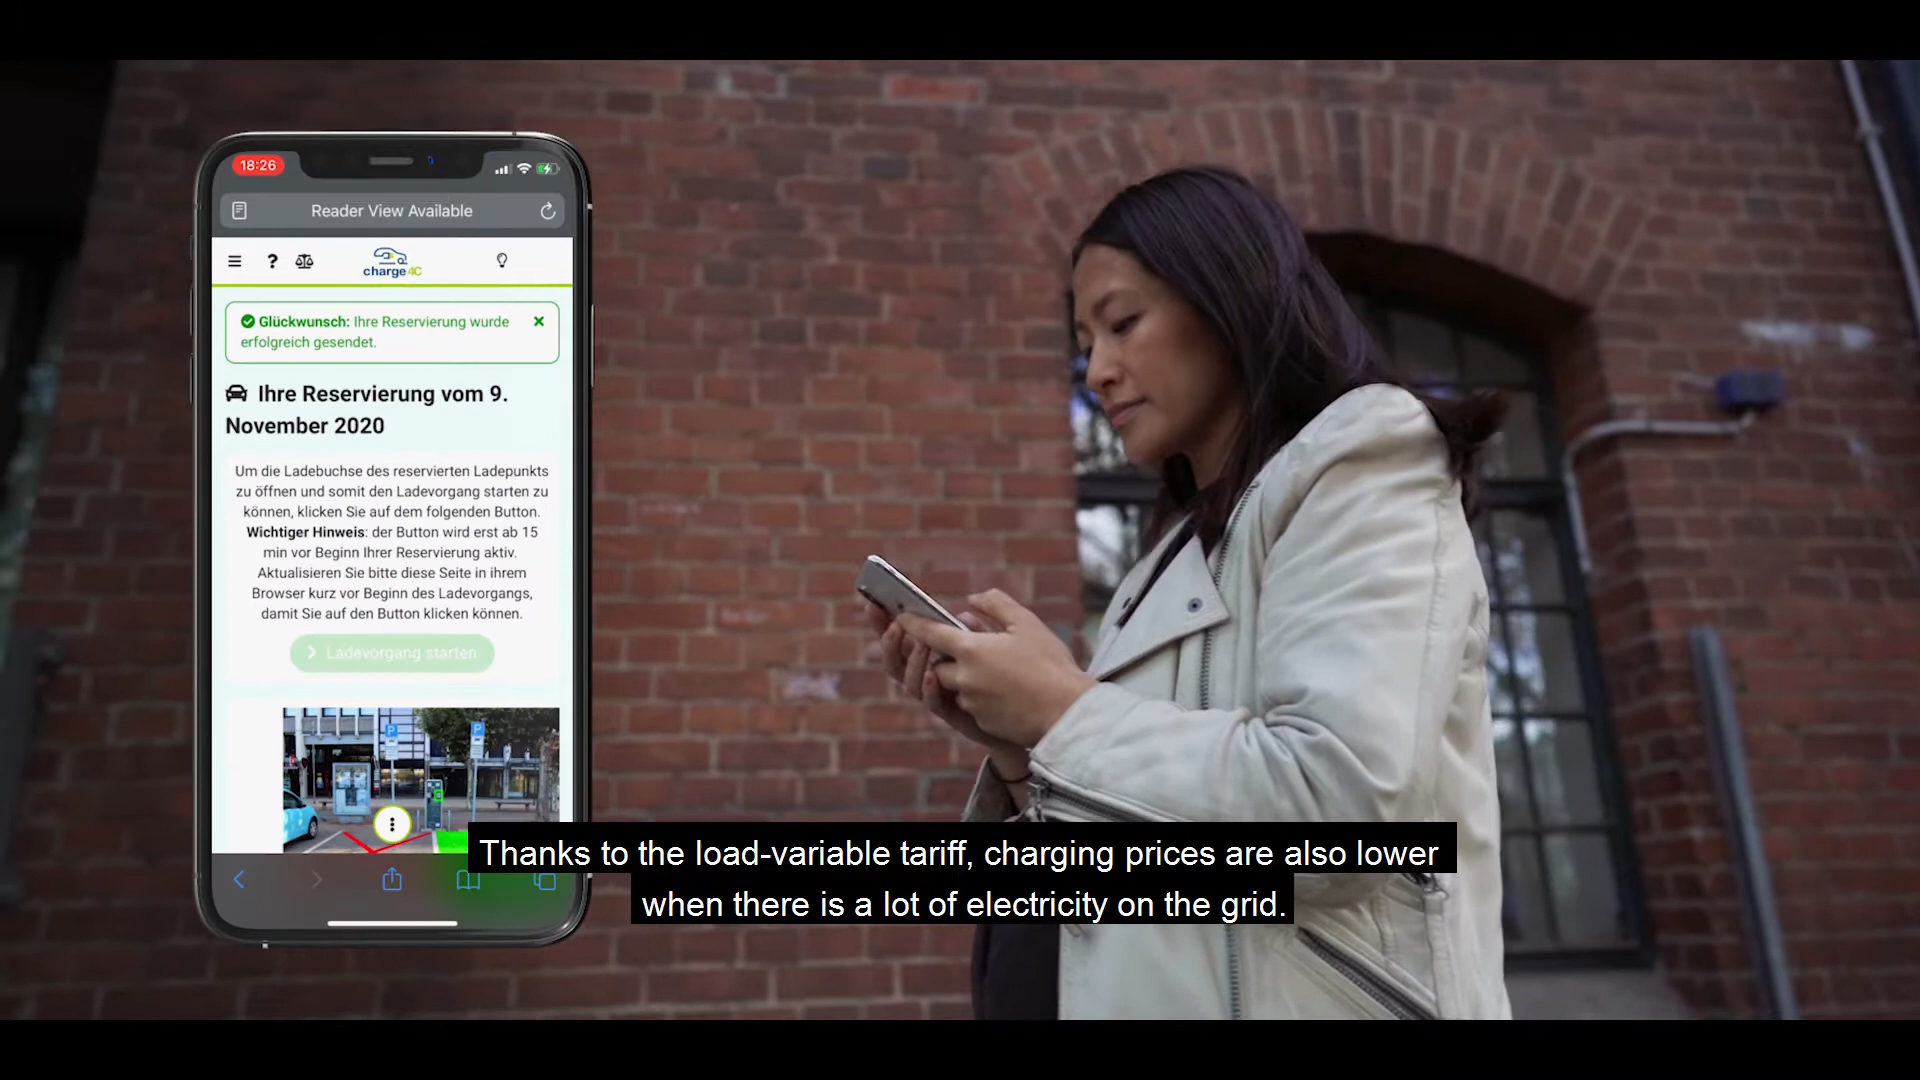 18:26
Reader View Available
?
charge4C
Glückwunsch: Ihre Reservierung wurde
erfolgreich gesendet.
Ihre Reservierung vom 9.
November 2020
Um die Ladebuchse des reservierten Ladepunkts
zu öffnen und somit den Ladevorgang starten zu
können, klicken Sie auf dem folgenden Button.
Wichtiger Hinweis: der Button wird erst ab 15
min vor Beginn Ihrer Reservierung aktiv.
Aktualisieren Sie bitte diese Seite in ihrem
Browser kurz vor Beginn des Ladevorgangs,
damit Sie auf den Button klicken können.
Ladevorgang starten
P
P
Thanks to the load-variable tariff, charging prices are also lower
when there is a lot of electricity on the grid.